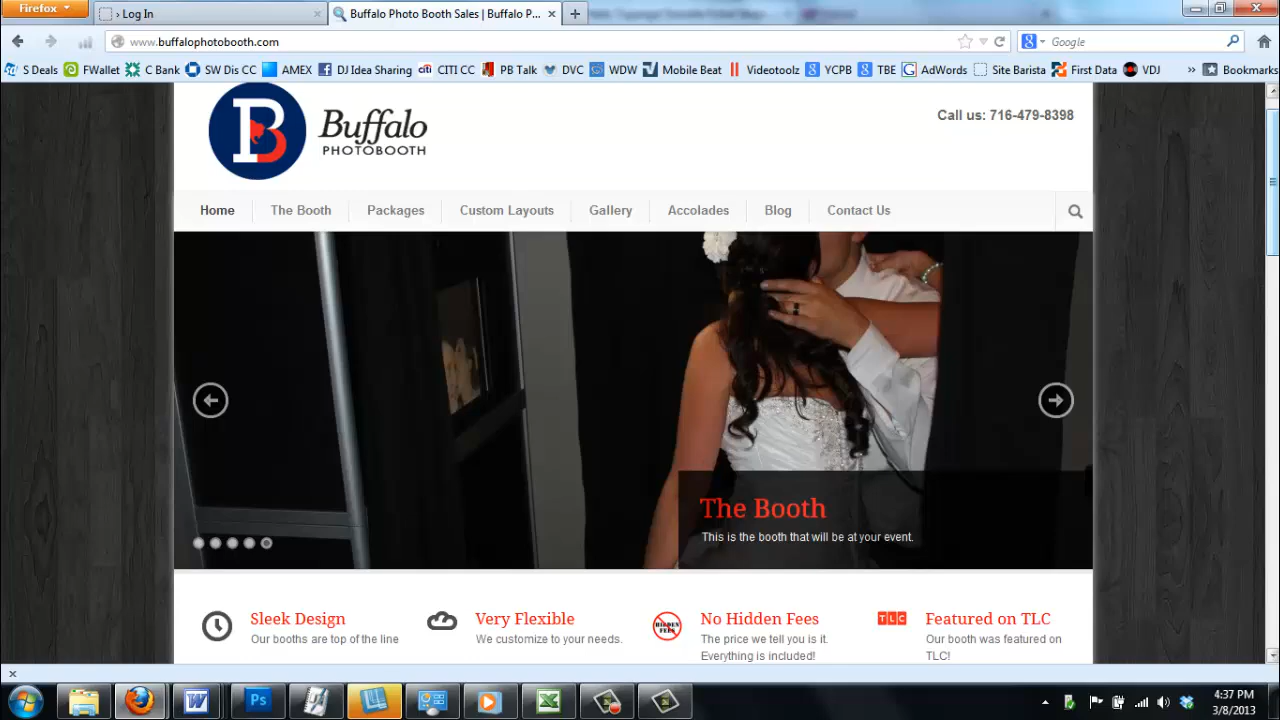 Firefox
› Log In
Buffalo Photo Booth Sales | Buffalo P...
www.buffalophotobooth.com
Google
S Deals FWallet C Bank SW Dis CC AMEX DJ Idea Sharing CITI CC PB Talk DVC WDW Mobile Beat Videotoolz YCPB TBE AdWords Site Barista First Data VDJ » Bookmarks
B Buffalo
PHOTOBOOTH
Call us: 716-479-8398
Home The Booth Packages Custom Layouts Gallery Accolades Blog Contact Us
The Booth
This is the booth that will be at your event.
Sleek Design
Our booths are top of the line
Very Flexible
We customize to your needs.
HIDDEN
FEES
No Hidden Fees
The price we tell you is it.
Everything is included!
TLC
Featured on TLC
Our booth was featured on
TLC!
W Ps
4:37 PM
3/8/2013